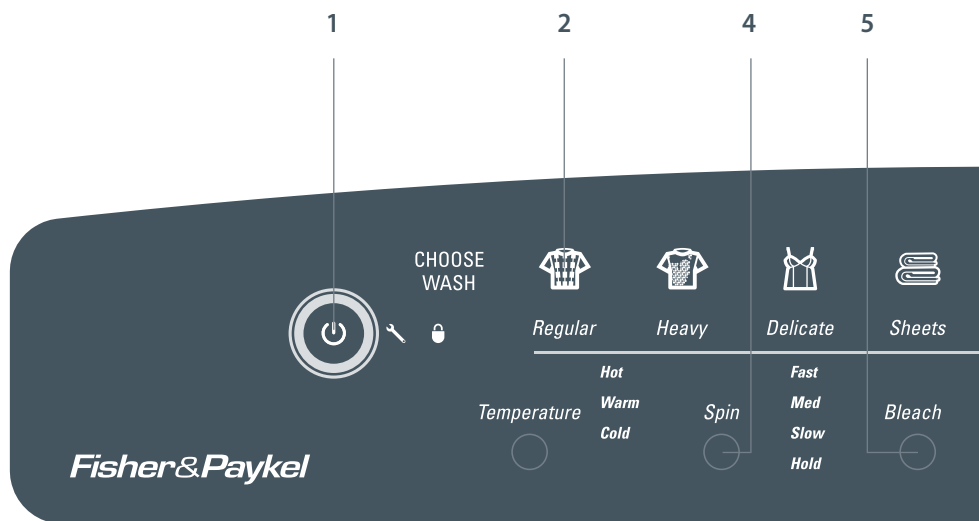 1 2 4 5
CHOOSE
WASH
Regular Heavy Delicate Sheets
Hot Fast
Temperature Warm Spin Med Bleach
Cold Slow
Hold
Fisher&Paykel